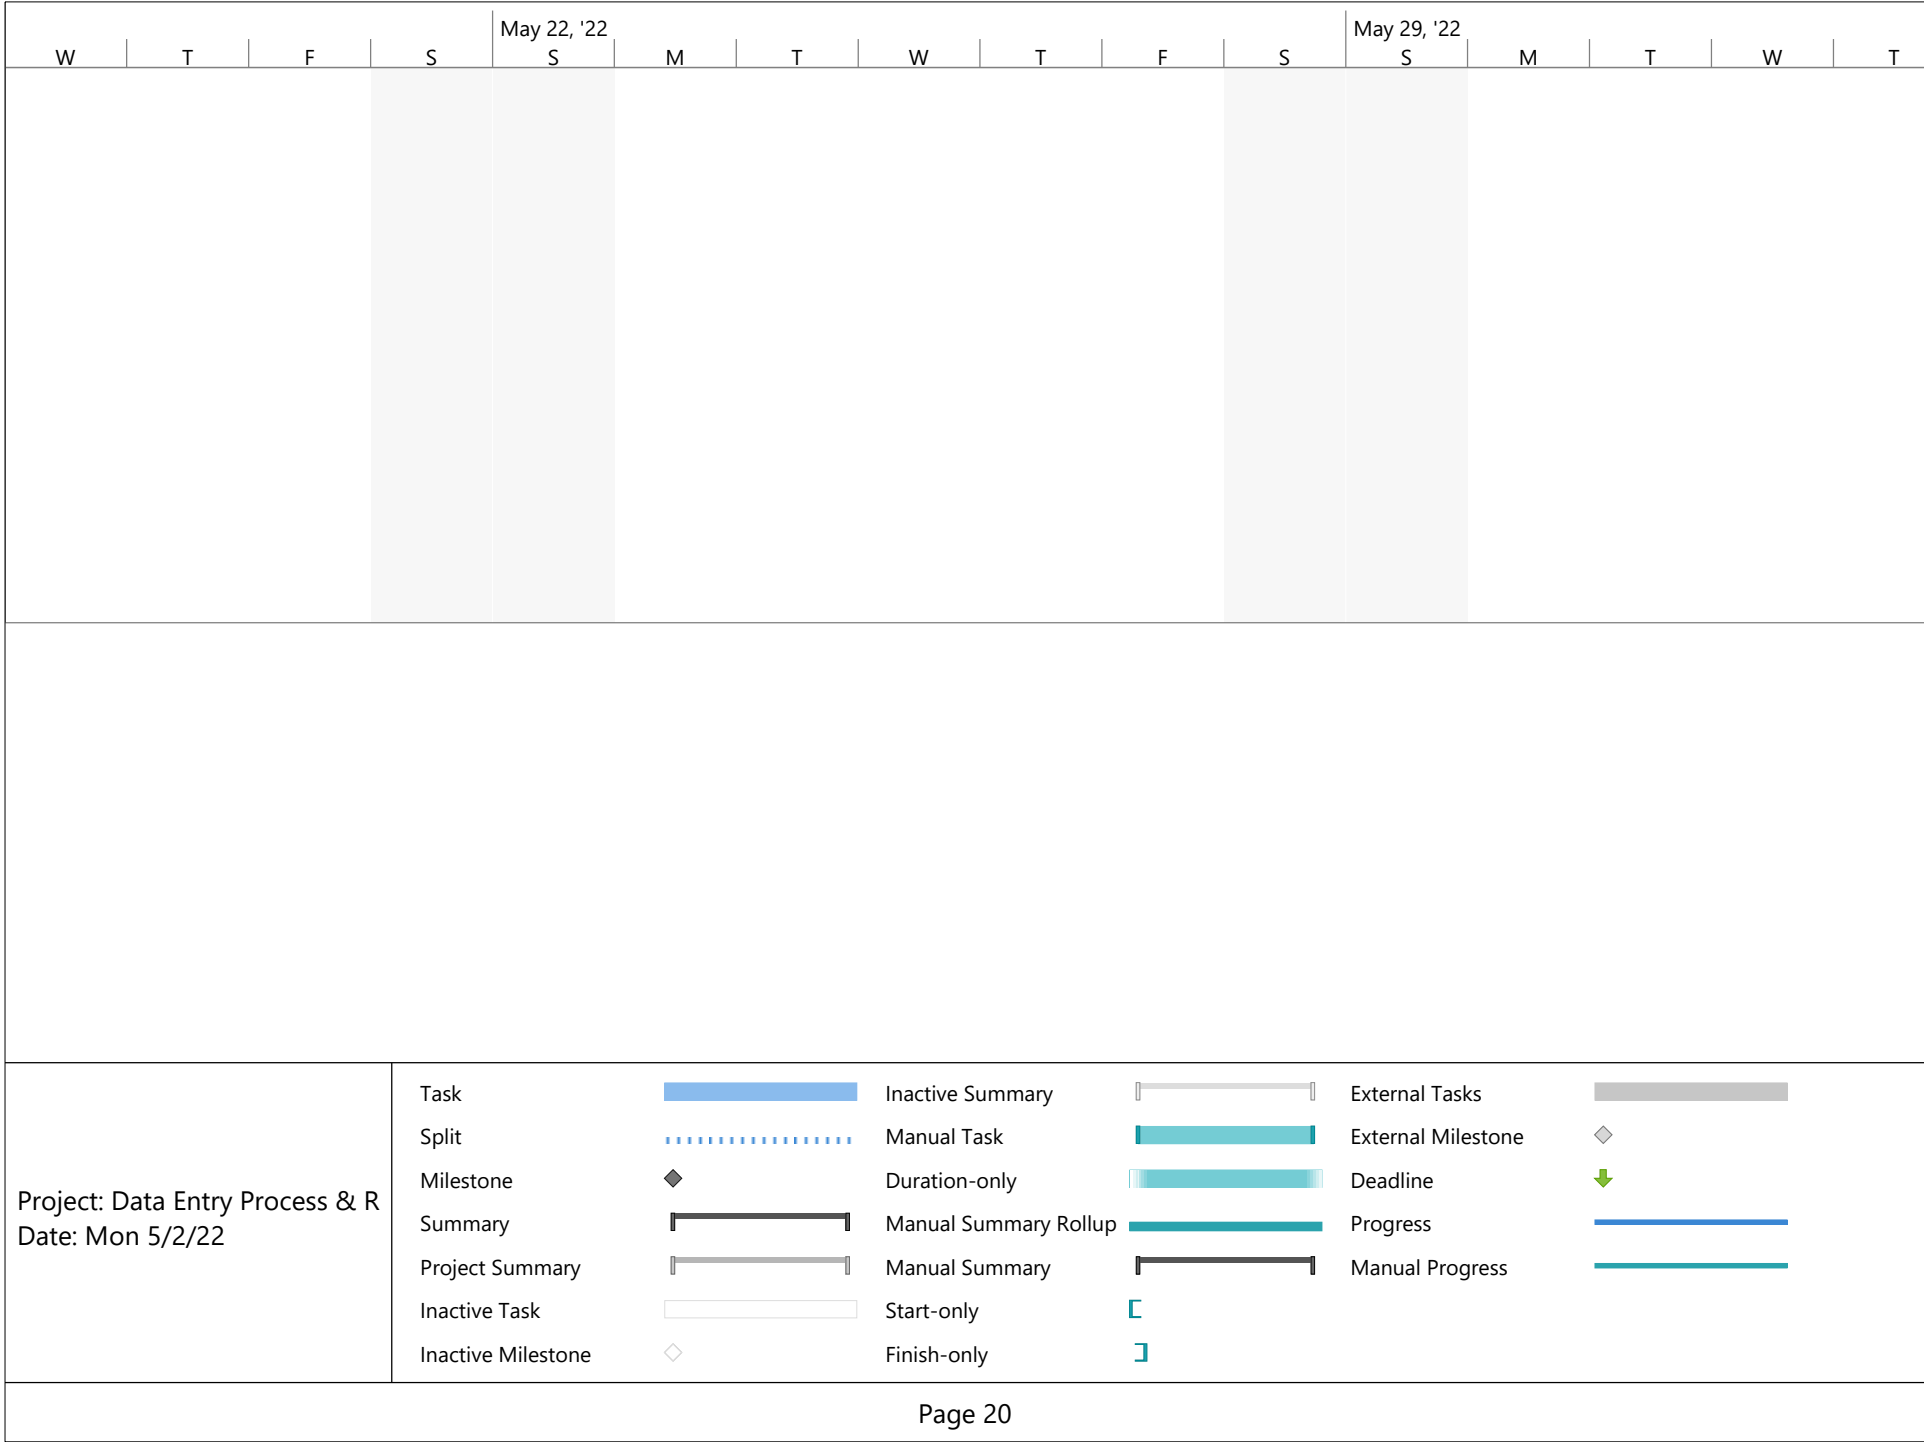 May 22, '22 May 29, '22
W T F S S M T W T F S S M T W T
Task Inactive Summary External Tasks
Split Manual Task External Milestone
Milestone Duration-only Deadline
Summary Manual Summary Rollup Progress
Project Summary Manual Summary Manual Progress
Inactive Task Start-only
Inactive Milestone Finish-only
Project: Data Entry Process & R
Date: Mon 5/2/22
Page 20